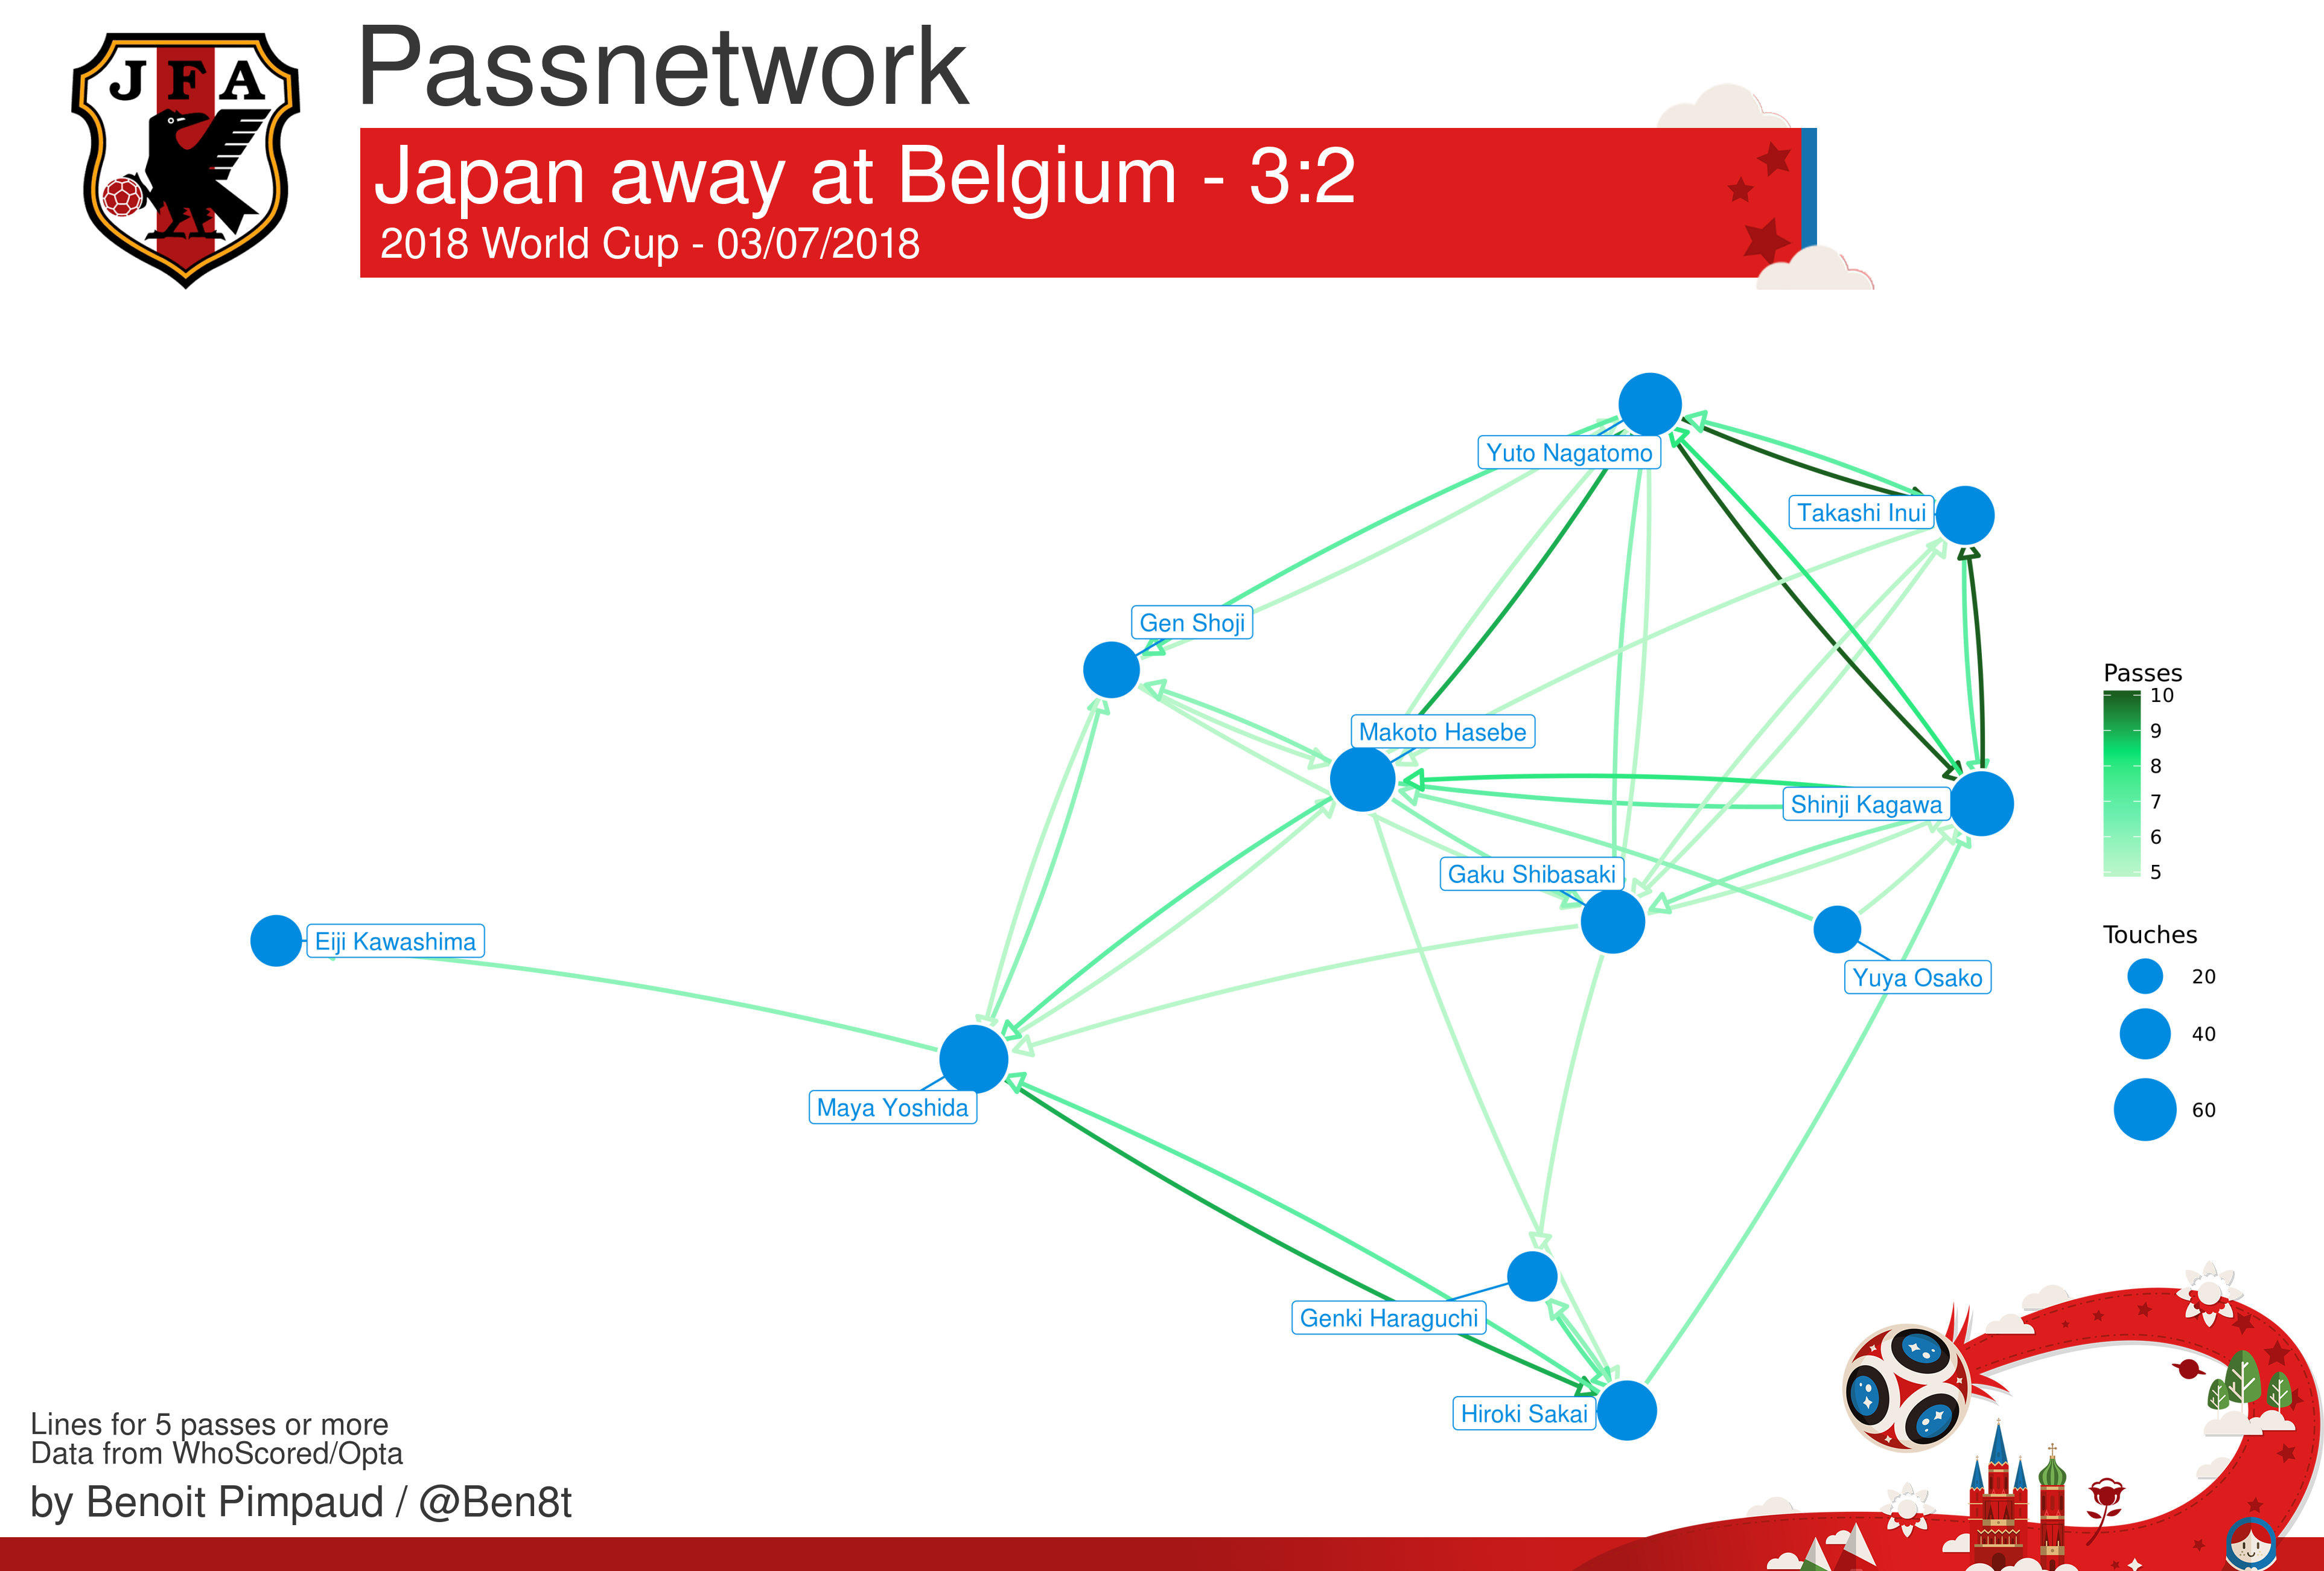 JFA
Passnetwork
Japan away at Belgium - 3:2
2018 World Cup - 03/07/2018
Yuto Nagatomo
Takashi Inui
Gen Shoji
Makoto Hasebe
Shinji Kagawa
Gaku Shibasaki
Eiji Kawashima
Yuya Osako
Maya Yoshida
Genki Haraguchi
Hiroki Sakai
Passes
10
9
8
7
6
5
Touches
20
40
60
Lines for 5 passes or more
Data from WhoScored/Opta
by Benoit Pimpaud / @Ben8t